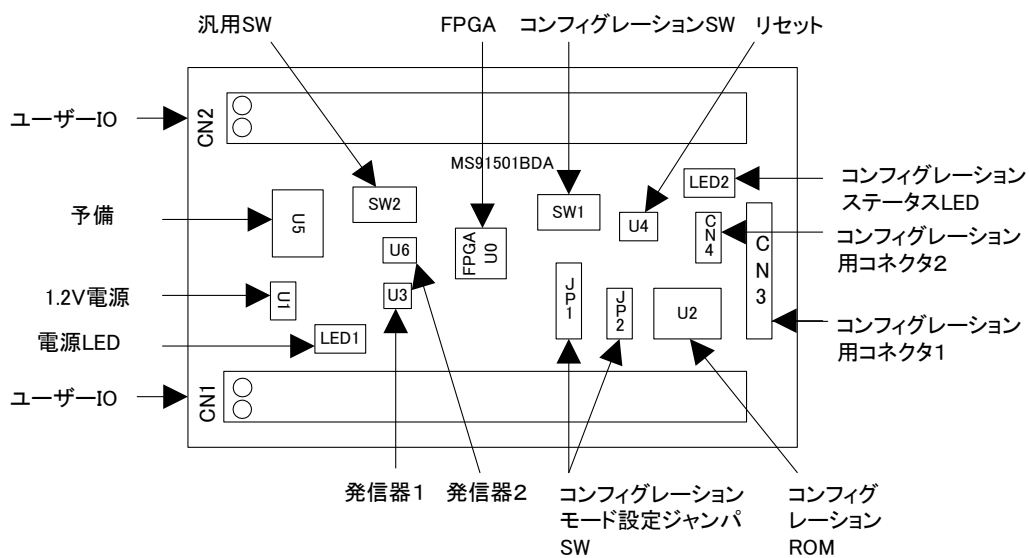 汎用SW
FPGA
コンフィグレーションSW
リセット
ユーザーIO
CN2
MS91501BDA
コンフィグレーション
ステータスLED
LED2
SW2
SW1
予備
U5
U4
CN4
コンフィグレーション
用コネクタ2
U6
FPGA
U0
CN3
1.2V電源
U1
U3
JP1
JP2
U2
電源LED
LED1
コンフィグレーション
用コネクタ1
ユーザーIO
CN1
発信器1
発信器2
コンフィグレーション
モード設定ジャンパ
SW
コンフィグ
レーション
ROM